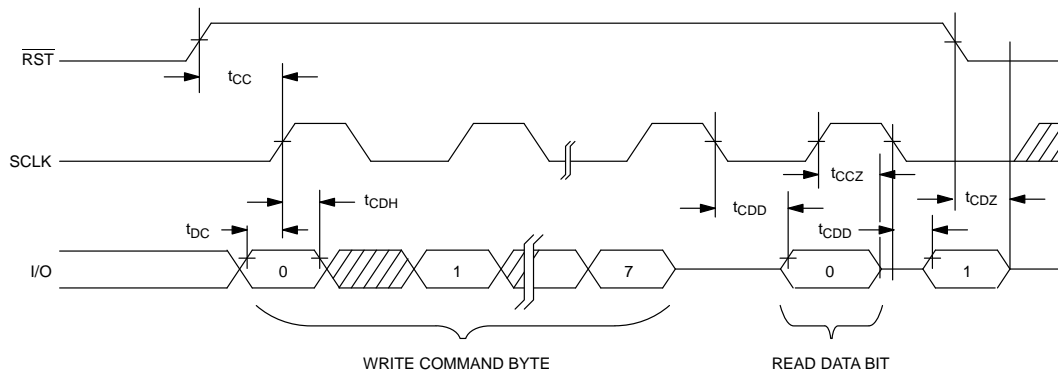 RST
tCC
SCLK
tCCZ
tCDH
tCDD
tCDZ
tDC
tCDD
I/O
0
1
7
0
1
WRITE COMMAND BYTE
READ DATA BIT